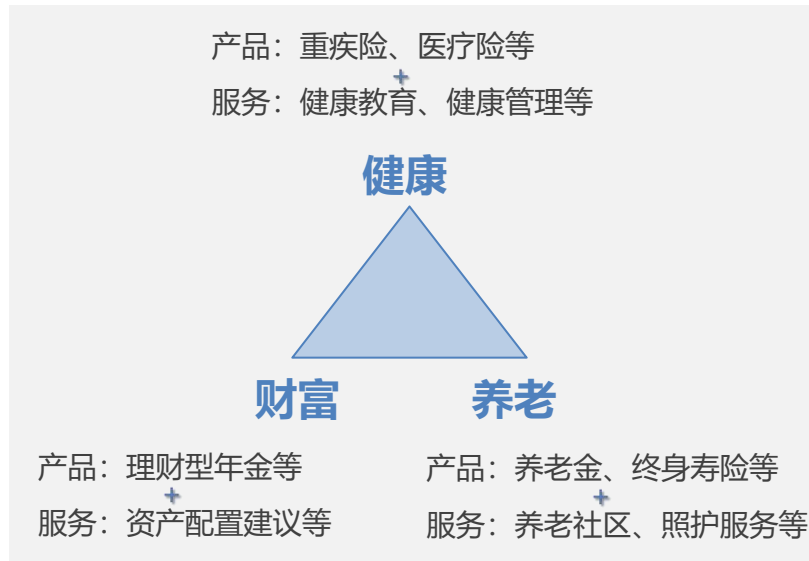 产品：重疾险、医疗险等
+
服务：健康教育、健康管理等
健康
财富
养老
产品：理财型年金等
+
服务：资产配置建议等
产品：养老金、终身寿险等
+
服务：养老社区、照护服务等